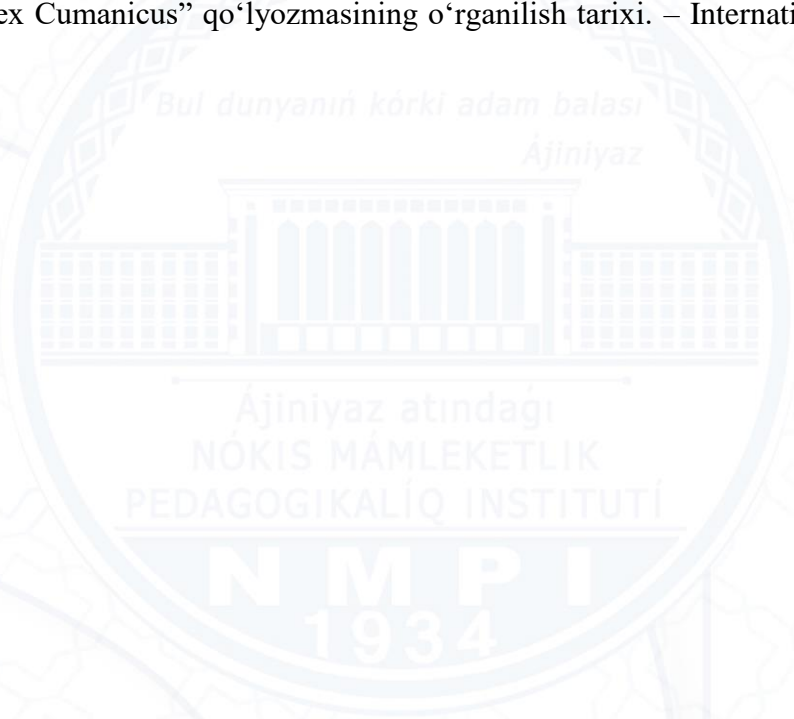 ex Cumanicus” qo‘lyozmasining o‘rganilish tarixi. – Internati
Bul dunyanıń kórki adam balası
Ájiniyaz
Ájiniyaz atındaǵı
NÓKIS MÁMLEKETLIK
PEDAGOGIKALÍQ INSTITUTÍ
NMPI
1934